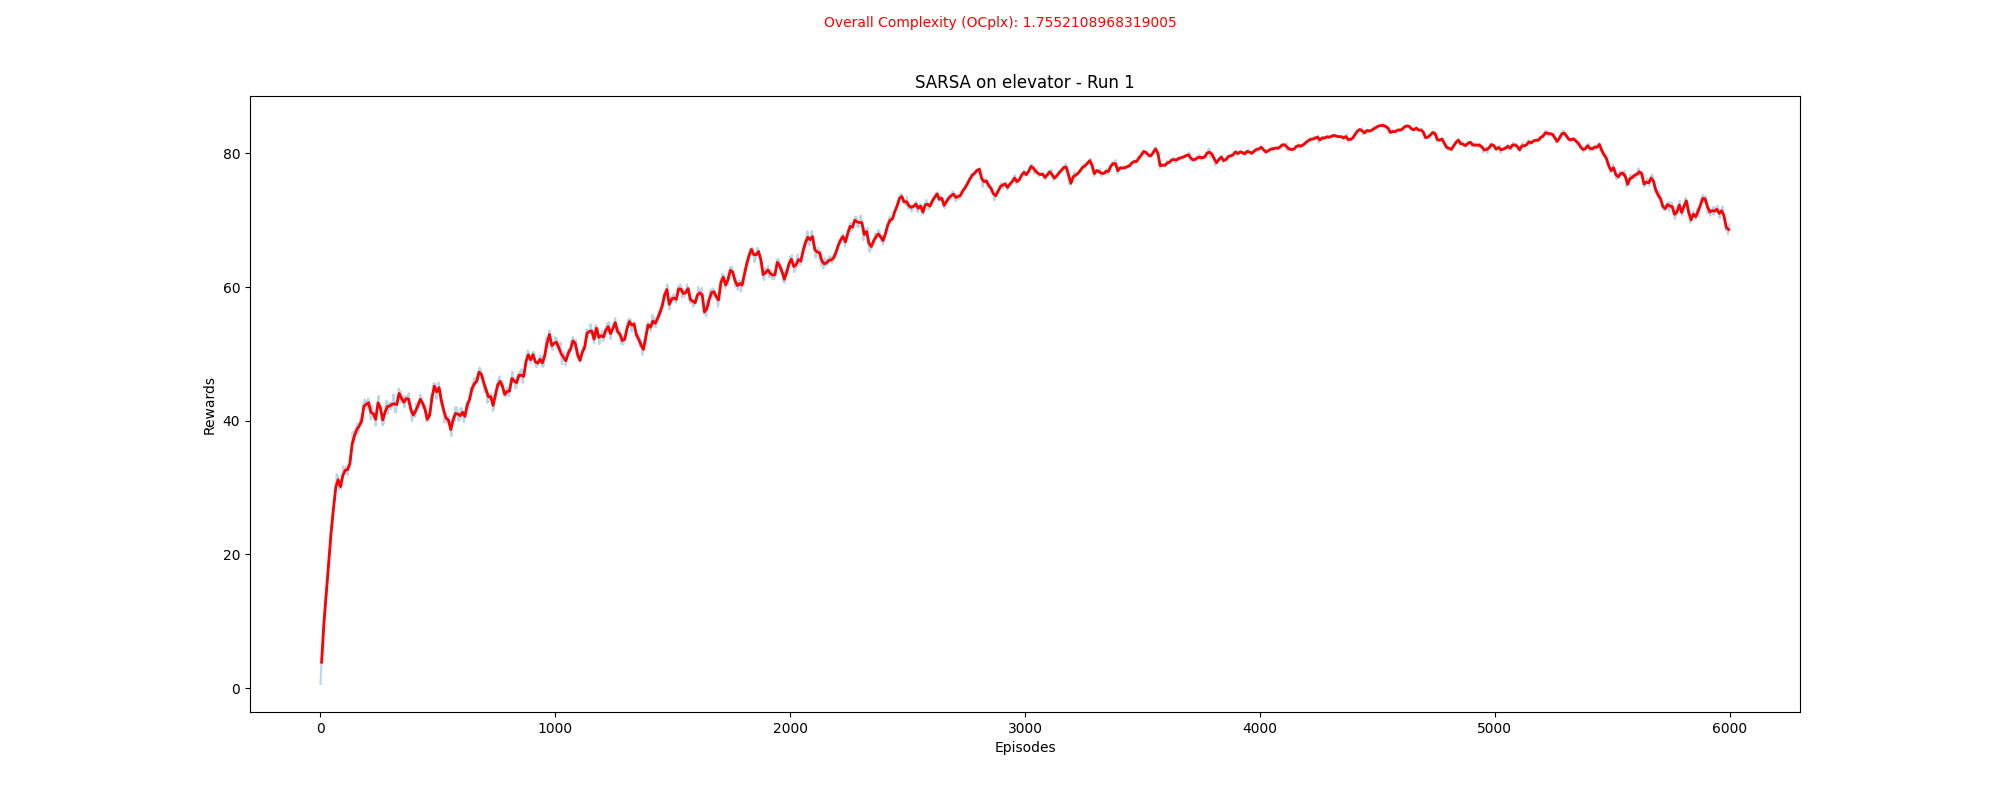 Overall Complexity (OCplx): 1.7552108968319005
SARSA on elevator - Run 1
Rewards
80
60
40
20
0
0 1000 2000 3000 4000 5000 6000
Episodes